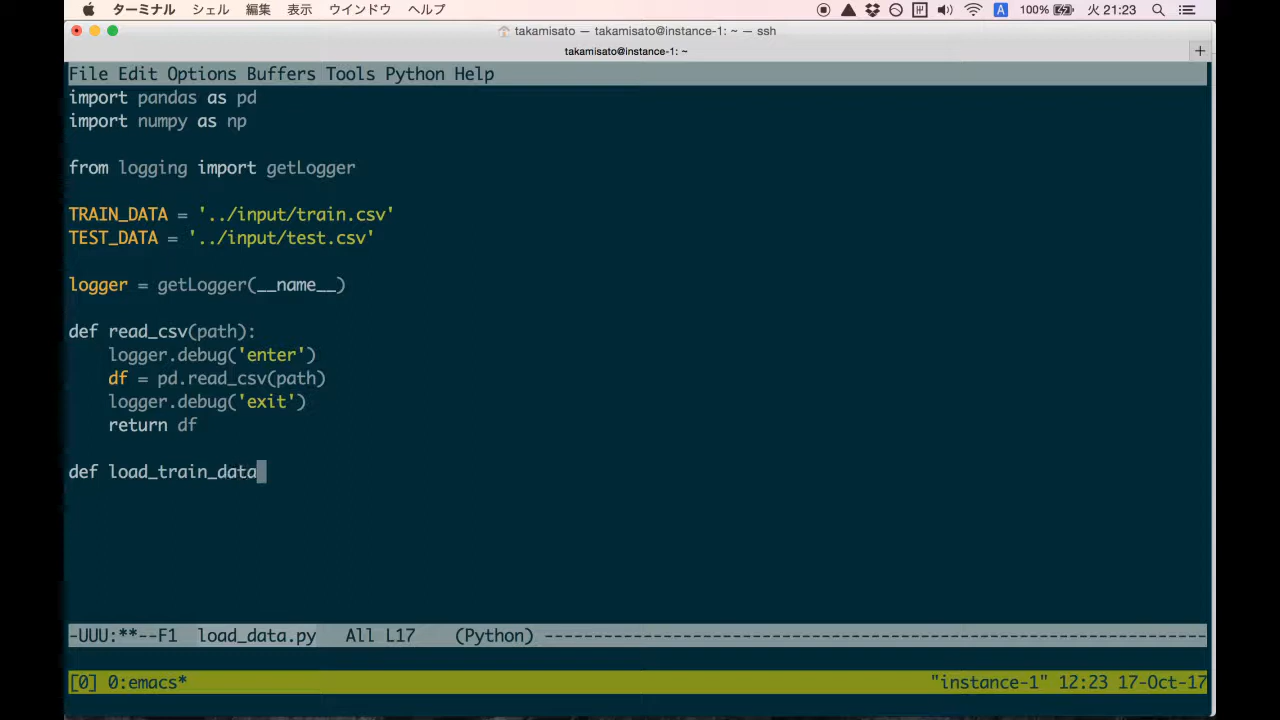 ターミナル シェル 編集 表示 ウインドウ ヘルプ A 100% 火 21:23
takamisato — takamisato@instance-1: ~ — ssh
takamisato@instance-1: ~ +
File Edit Options Buffers Tools Python Help
import pandas as pd
import numpy as np
from logging import getLogger
TRAIN_DATA = '../input/train.csv'
TEST_DATA = '../input/test.csv'
logger = getLogger(__name__)
def read_csv(path):
logger.debug('enter')
df = pd.read_csv(path)
logger.debug('exit')
return df
def load_train_data
-UUU:**--F1 load_data.py All L17 (Python) -------------------------------------------------------------------
[0] 0:emacs* "instance-1" 12:23 17-Oct-17